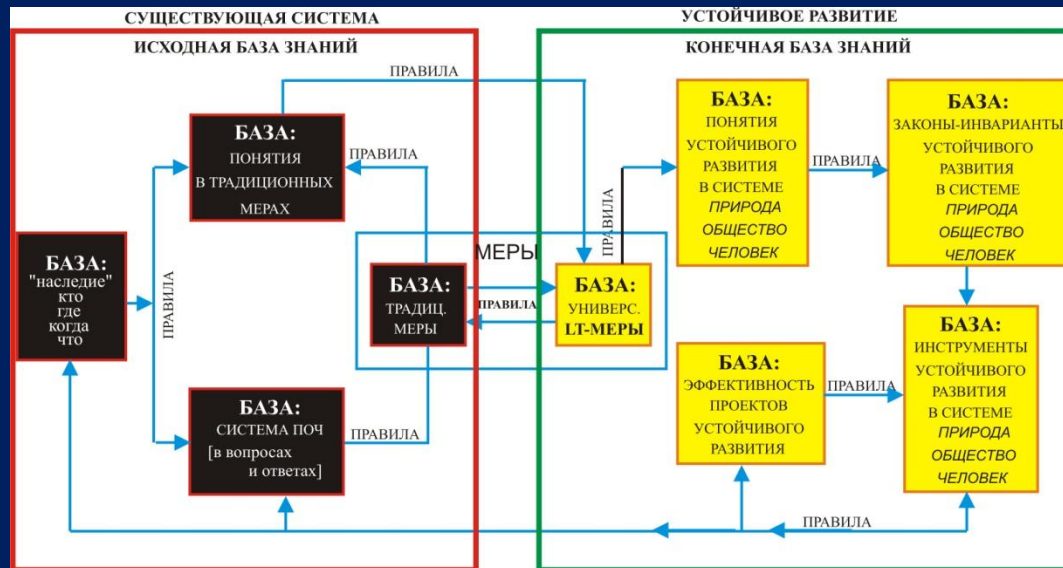 СУЩЕСТВУЮЩАЯ СИСТЕМА
ИСХОДНАЯ БАЗА ЗНАНИЙ
ПРАВИЛА
БАЗА:
ПОНЯТИЯ
В ТРАДИЦИОННЫХ
МЕРАХ
ПРАВИЛА
БАЗА:
"наследие"
кто
где
когда
что
ПРАВИЛА
БАЗА:
СИСТЕМА ПОЧ
[в вопросах
и ответах]
ПРАВИЛА
МЕРЫ
БАЗА:
ТРАДИЦ.
МЕРЫ
ПРАВИЛА
БАЗА:
УНИВЕРС.
LT-МЕРЫ
УСТОЙЧИВОЕ РАЗВИТИЕ
КОНЕЧНАЯ БАЗА ЗНАНИЙ
ПРАВИЛА
БАЗА:
ПОНЯТИЯ
УСТОЙЧИВОГО
РАЗВИТИЯ
В СИСТЕМЕ
ПРИРОДА
ОБЩЕСТВО
ЧЕЛОВЕК
ПРАВИЛА
БАЗА:
ЗАКОНЫ-ИНВАРИАНТЫ
УСТОЙЧИВОГО
РАЗВИТИЯ
В СИСТЕМЕ
ПРИРОДА
ОБЩЕСТВО
ЧЕЛОВЕК
БАЗА:
ЭФФЕКТИВНОСТЬ
ПРОЕКТОВ
УСТОЙЧИВОГО
РАЗВИТИЯ
ПРАВИЛА
БАЗА:
ИНСТРУМЕНТЫ
УСТОЙЧИВОГО
РАЗВИТИЯ
В СИСТЕМЕ
ПРИРОДА
ОБЩЕСТВО
ЧЕЛОВЕК
ПРАВИЛА